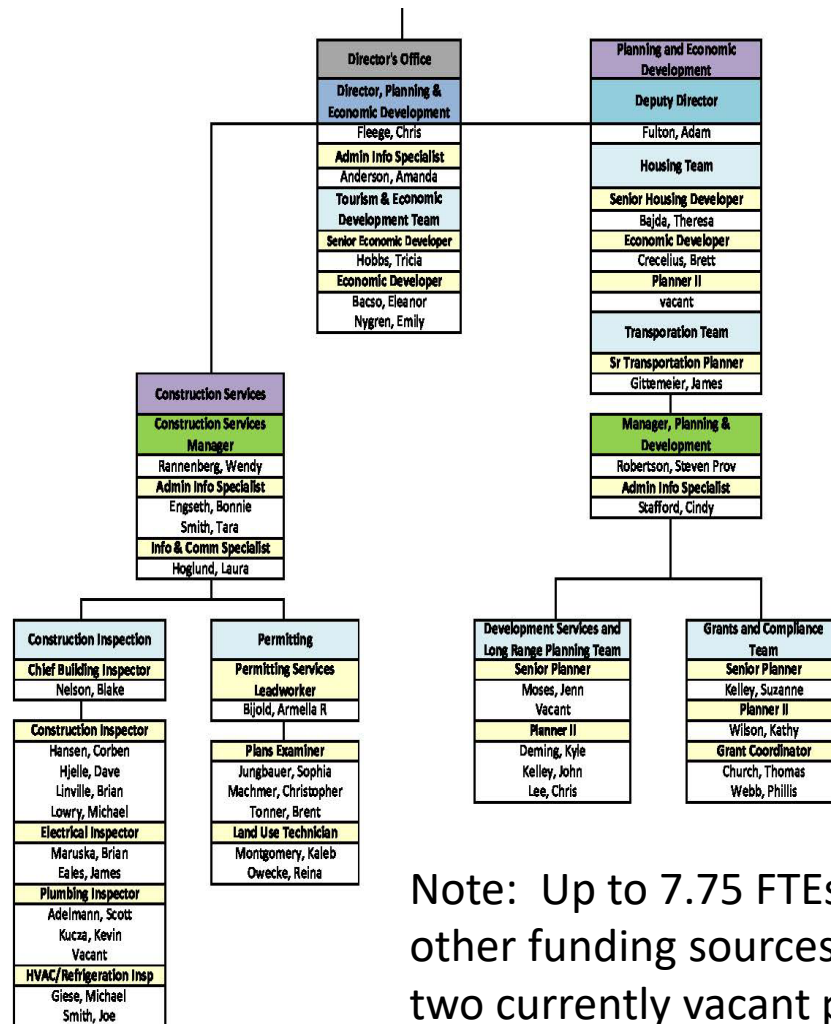 Director's Office
Director, Planning &
Economic Development
Fleege, Chris
Admin Info Specialist
Anderson, Amanda
Tourism & Economic
Development Team
Senior Economic Developer
Hobbs, Tricia
Economic Developer
Bacso, Eleanor
Nygren, Emily
Planning and Economic
Development
Deputy Director
Fulton, Adam
Housing Team
Senior Housing Developer
Bajda, Theresa
Economic Developer
Crecelius, Brett
Planner II
vacant
Transporation Team
Sr Transportation Planner
Gittemeier, James
Manager, Planning &
Development
Robertson, Steven Prov
Admin Info Specialist
Stafford, Cindy
Construction Services
Construction Services
Manager
Rannenberg, Wendy
Admin Info Specialist
Engseth, Bonnie
Smith, Tara
Info & Comm Specialist
Hoglund, Laura
Construction Inspection
Chief Building Inspector
Nelson, Blake
Construction Inspector
Hansen, Corben
Hjelle, Dave
Linville, Brian
Lowry, Michael
Electrical Inspector
Maruska, Brian
Eales, James
Plumbing Inspector
Adelmann, Scott
Kucza, Kevin
Vacant
HVAC/Refrigeration Insp
Giese, Michael
Smith, Joe
Permitting
Permitting Services
Leadworker
Bijold, Armella R
Plans Examiner
Jungbauer, Sophia
Machmer, Christopher
Tonner, Brent
Land Use Technician
Montgomery, Kaleb
Owecke, Reina
Development Services and
Long Range Planning Team
Senior Planner
Moses, Jenn
Vacant
Planner II
Deming, Kyle
Kelley, John
Lee, Chris
Grants and Compliance
Team
Senior Planner
Kelley, Suzanne
Planner II
Wilson, Kathy
Grant Coordinator
Church, Thomas
Webb, Phillis
Note: Up to 7.75 FTEs
other funding sources
two currently vacant